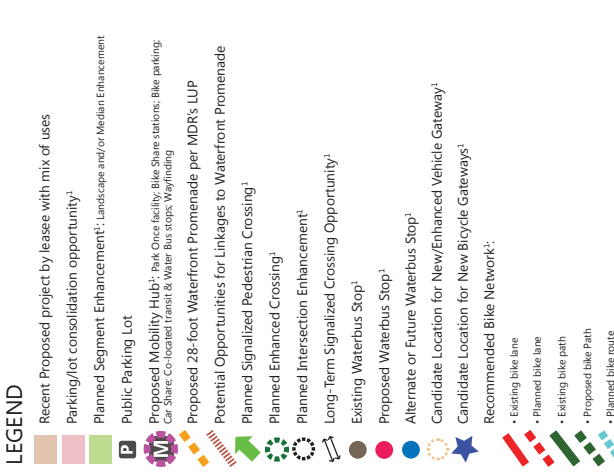 LEGEND
Recent Proposed project by leasee with mix of uses
Parking/lot consolidation opportunity¹
Planned Segment Enhancement¹: Landscape and/or Median Enhancement
P Public Parking Lot
M Proposed Mobility Hub¹: Park Once facility; Bike Share stations; Bike parking;
Car Share; Co-located transit & Water Bus stops; Wayfinding
Proposed 28-foot Waterfront Promenade per MDR's LUP
Potential Opportunities for Linkages to Waterfront Promenade
Planned Signalized Pedestrian Crossing¹
Planned Enhanced Crossing¹
Planned Intersection Enhancement¹
Long-Term Signalized Crossing Opportunity¹
Existing Waterbus Stop¹
Proposed Waterbus Stop¹
Alternate or Future Waterbus Stop¹
Candidate Location for New/Enhanced Vehicle Gateway¹
Candidate Location for New Bicycle Gateways¹
Recommended Bike Network¹:
• Existing bike lane
• Planned bike lane
• Existing bike path
• Proposed bike Path
• Planned bike route